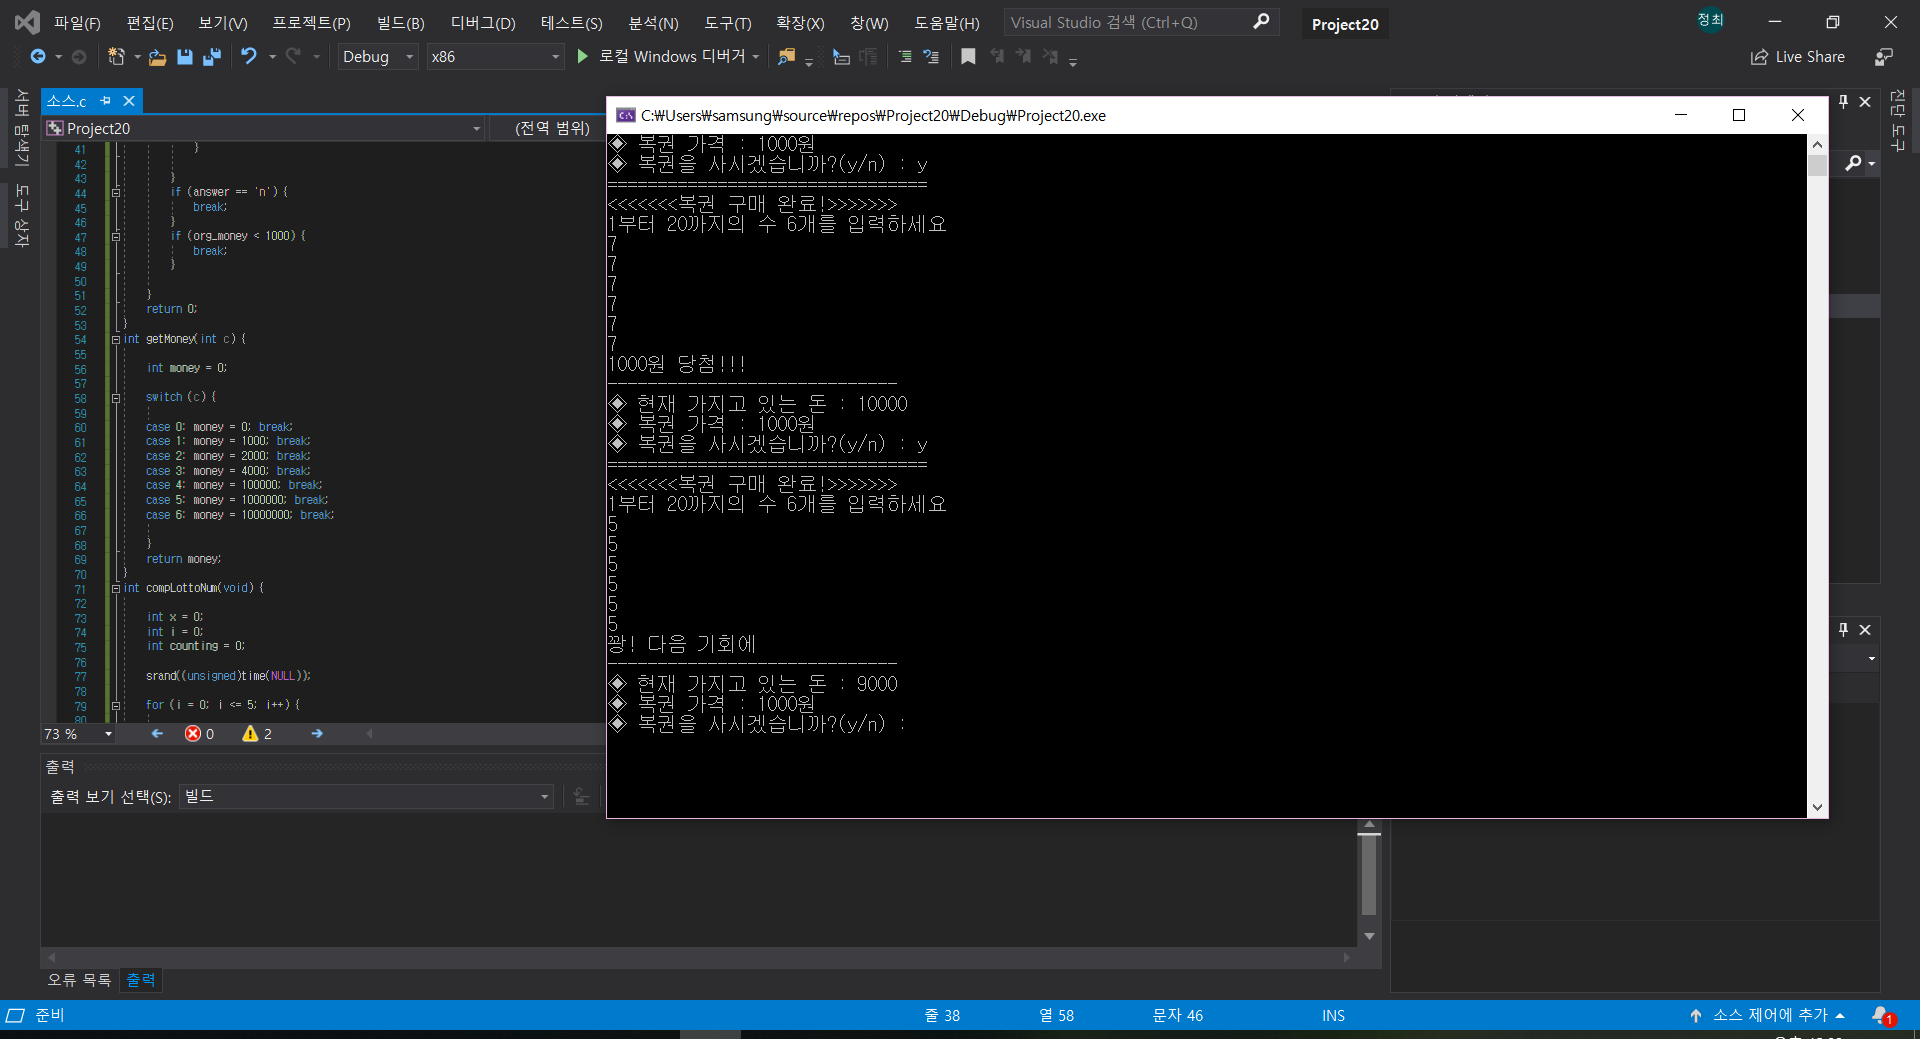 파일(F) 편집(E) 보기(V) 프로젝트(P) 빌드(B) 디버그(D) 테스트(S) 분석(N) 도구(T) 확장(X) 창(W) 도움말(H) Visual Studio 검색 (Ctrl+Q) Project20 정최
Debug x86 로컬 Windows 디버거 Live Share
서버 탐색기
도구 상자
소스.c
Project20 (전역 범위)
41 }
42
43 }
44 if (answer == 'n') {
45 break;
46 }
47 if (org_money < 1000) {
48 break;
49 }
50
51 }
52 return 0;
53 }
54 int getMoney(int c) {
55
56 int money = 0;
57
58 switch (c) {
59
60 case 0: money = 0; break;
61 case 1: money = 1000; break;
62 case 2: money = 2000; break;
63 case 3: money = 4000; break;
64 case 4: money = 100000; break;
65 case 5: money = 1000000; break;
66 case 6: money = 10000000; break;
67
68 }
69 return money;
70 }
71 int compLottoNum(void) {
72
73 int x = 0;
74 int i = 0;
75 int counting = 0;
76
77 srand((unsigned)time(NULL));
78
79 for (i = 0; i <= 5; i++) {
80
73 % 0 2
출력
출력 보기 선택(S): 빌드
오류 목록 출력
C:₩Users₩samsung₩source₩repos₩Project20₩Debug₩Project20.exe
◈ 복권 가격 : 1000원
◈ 복권을 사시겠습니까?(y/n) : y
================================
<<<<<<<복권 구매 완료!>>>>>>>
1부터 20까지의 수 6개를 입력하세요
7
7
7
7
7
7
1000원 당첨!!!
-----------------------------
◈ 현재 가지고 있는 돈 : 10000
◈ 복권 가격 : 1000원
◈ 복권을 사시겠습니까?(y/n) : y
================================
<<<<<<<복권 구매 완료!>>>>>>>
1부터 20까지의 수 6개를 입력하세요
5
5
5
5
5
5
꽝! 다음 기회에
-----------------------------
◈ 현재 가지고 있는 돈 : 9000
◈ 복권 가격 : 1000원
◈ 복권을 사시겠습니까?(y/n) :
진단 도구
준비 줄 38 열 58 문자 46 INS 소스 제어에 추가 1